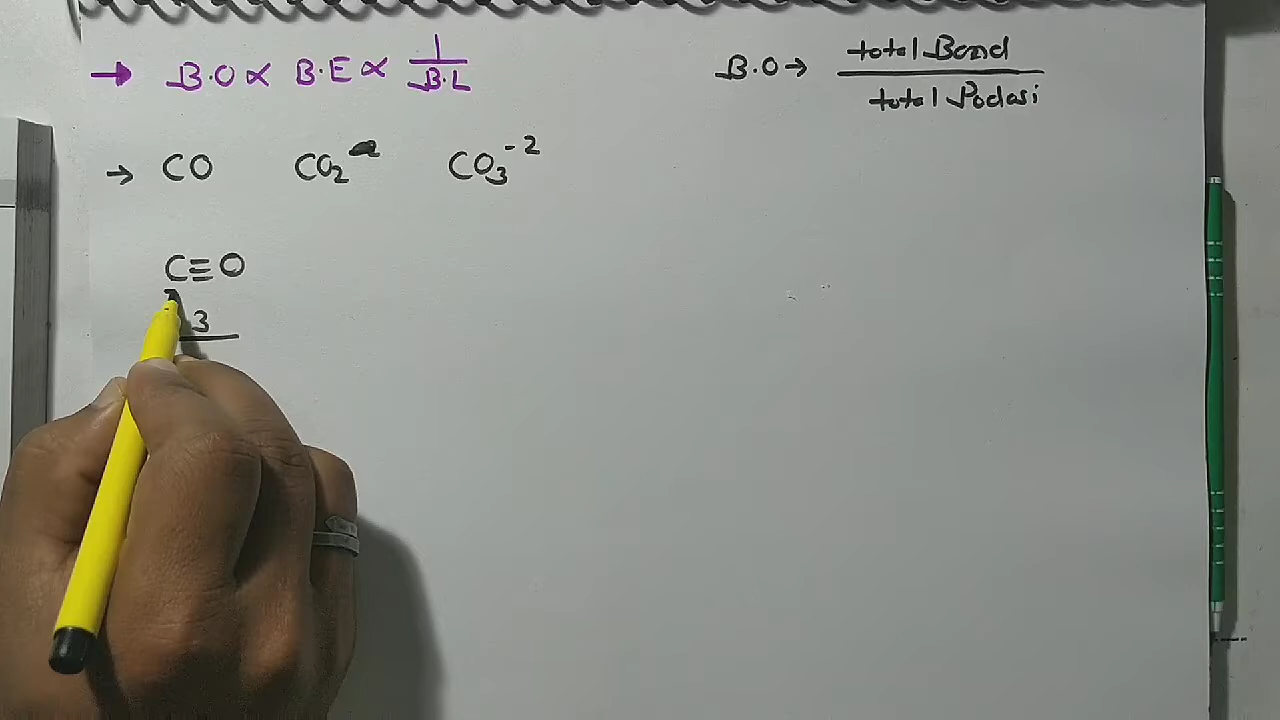 → B.O ∝ B.E ∝ 1/B.L
B.O → total Bond / total Podasi
→ CO CO₂ CO₃⁻²
C≡O
3